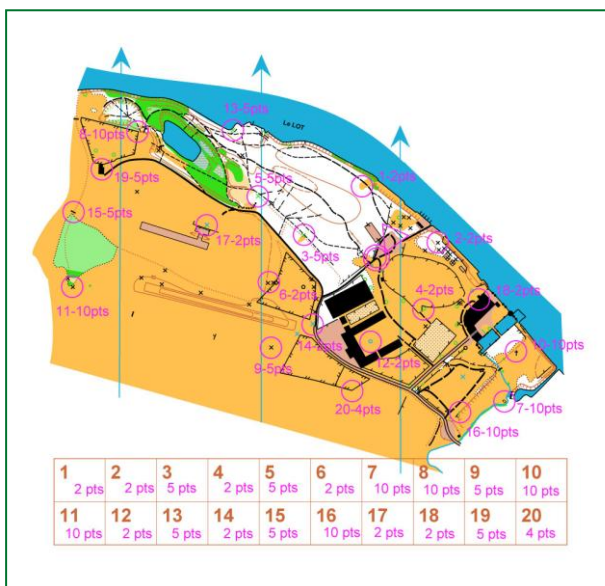 Le LOT
13-5pts
8-10pts
5-5pts
1-2pts
19-5pts
15-5pts
17-2pts
3-5pts
2-2pts
11-10pts
6-2pts
4-2pts
18-2pts
14-2pts
9-5pts
12-2pts
10-10pts
20-4pts
7-10pts
16-10pts
1 2 3 4 5 6 7 8 9 10
2 pts 2 pts 5 pts 2 pts 5 pts 2 pts 10 pts 10 pts 5 pts 10 pts
11 12 13 14 15 16 17 18 19 20
10 pts 2 pts 5 pts 2 pts 5 pts 10 pts 2 pts 2 pts 5 pts 4 pts